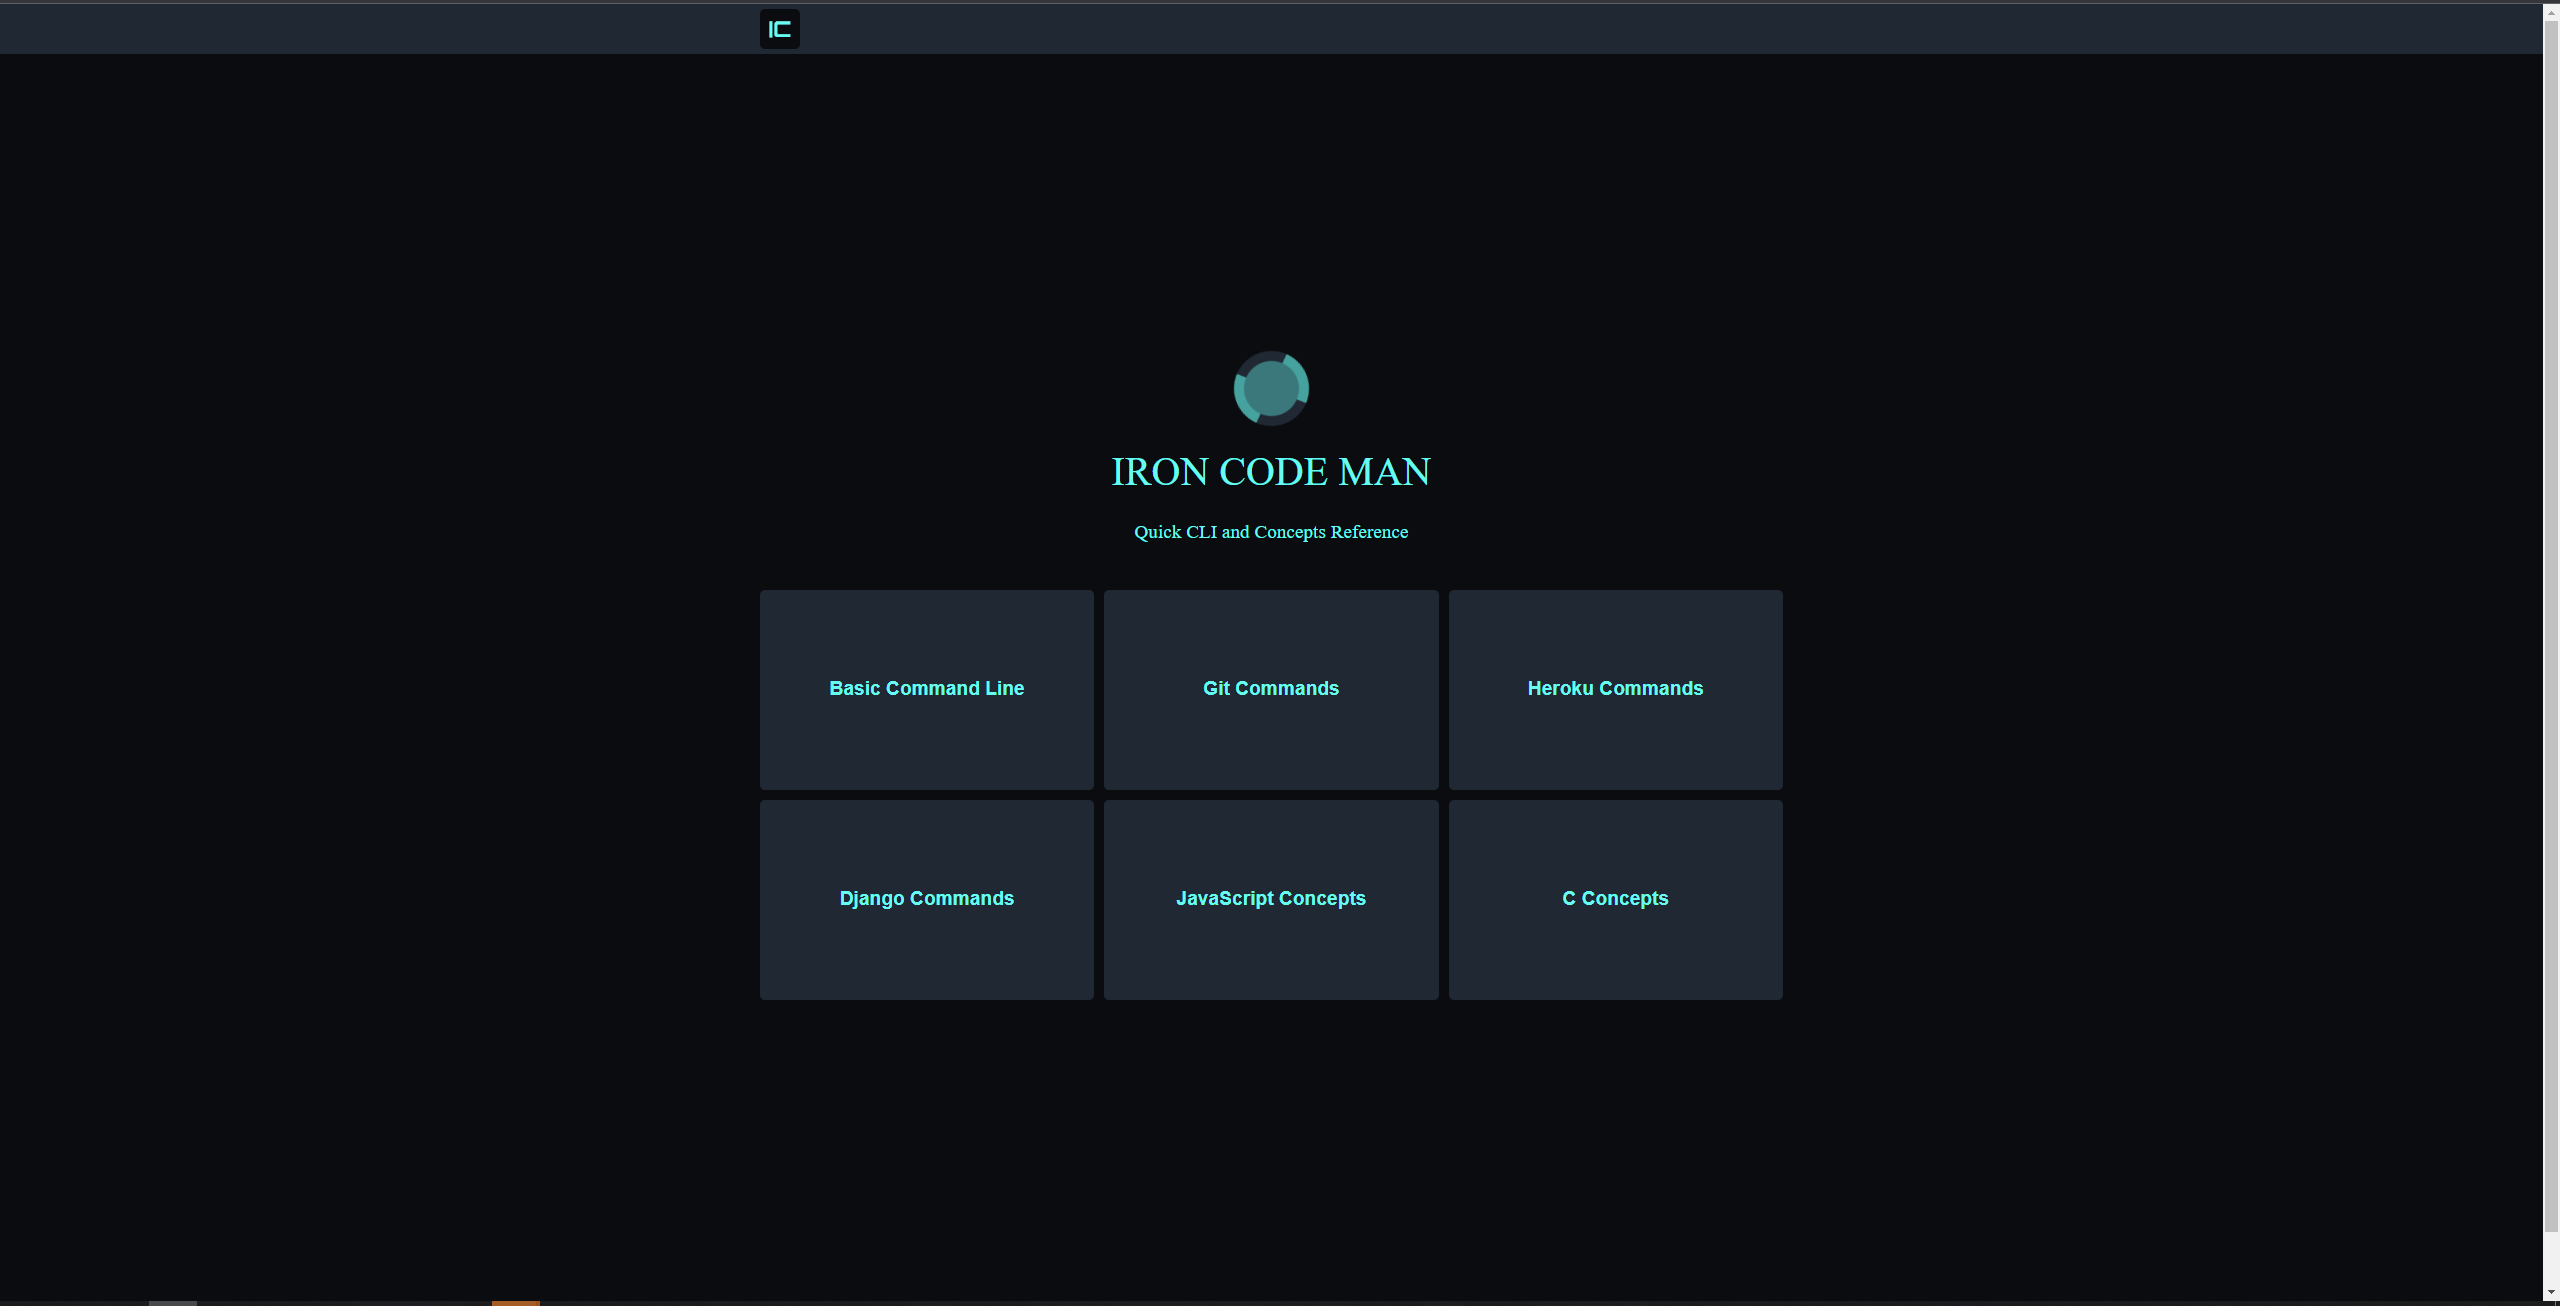 IC
IRON CODE MAN
Quick CLI and Concepts Reference
Basic Command Line
Git Commands
Heroku Commands
Django Commands
JavaScript Concepts
C Concepts